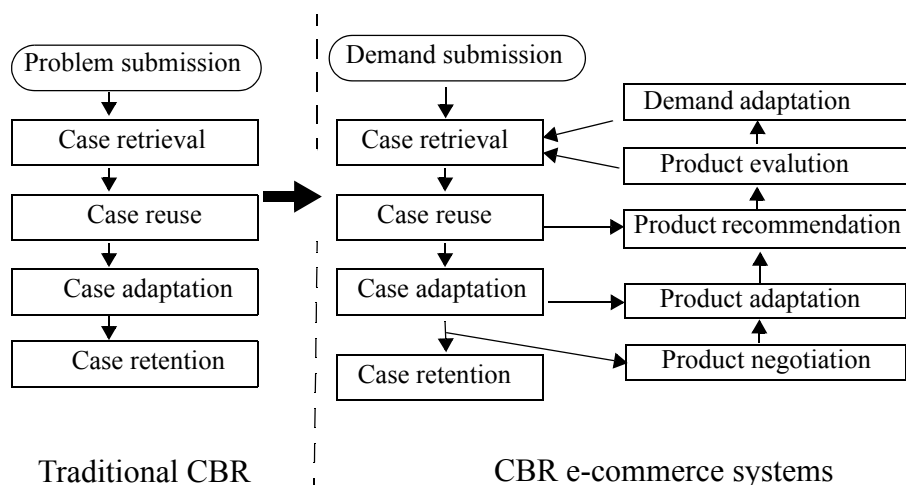 Problem submission
Case retrieval
Case reuse
Case adaptation
Case retention
Traditional CBR
Demand submission
Case retrieval
Case reuse
Case adaptation
Case retention
Demand adaptation
Product evalution
Product recommendation
Product adaptation
Product negotiation
CBR e-commerce systems